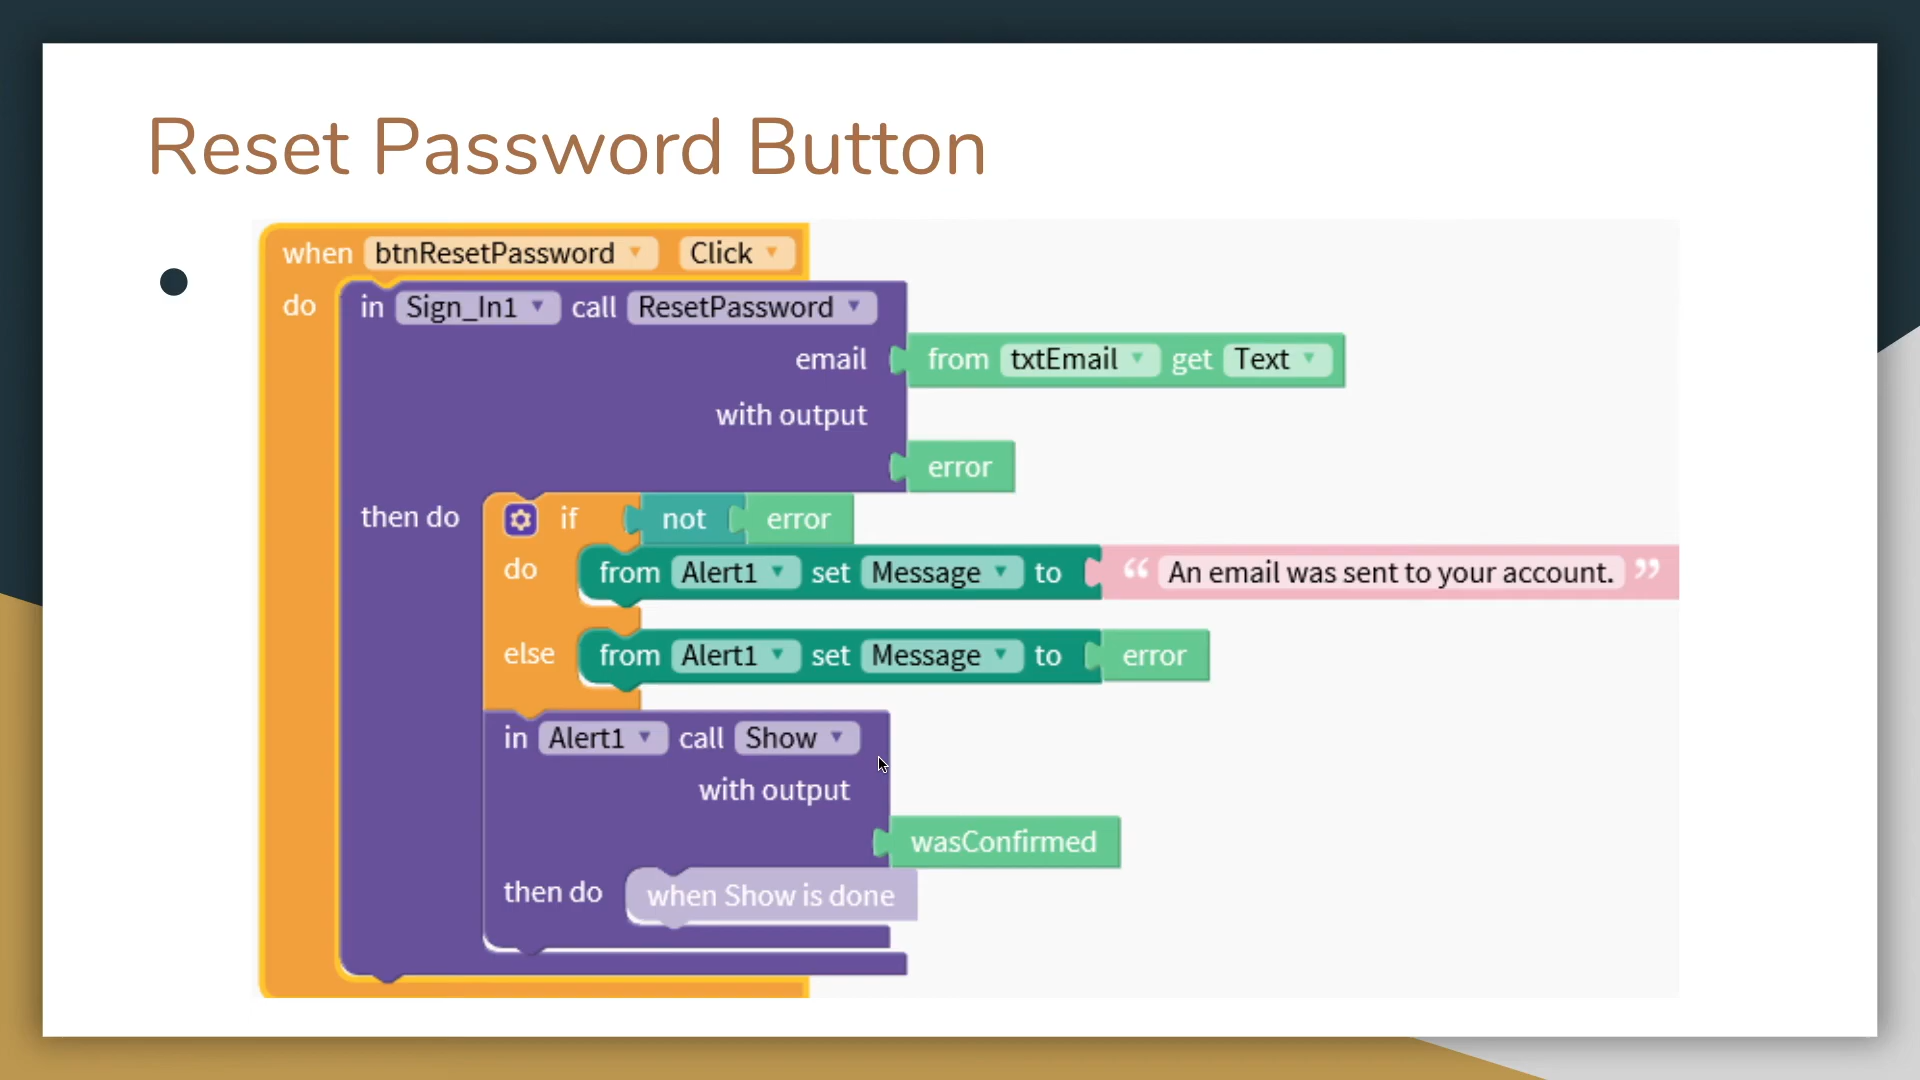 Reset Password Button
when btnResetPassword Click
do in Sign_In1 call ResetPassword
email from txtEmail get Text
with output
error
then do if not error
do from Alert1 set Message to “ An email was sent to your account. ”
else from Alert1 set Message to error
in Alert1 call Show
with output
wasConfirmed
then do when Show is done